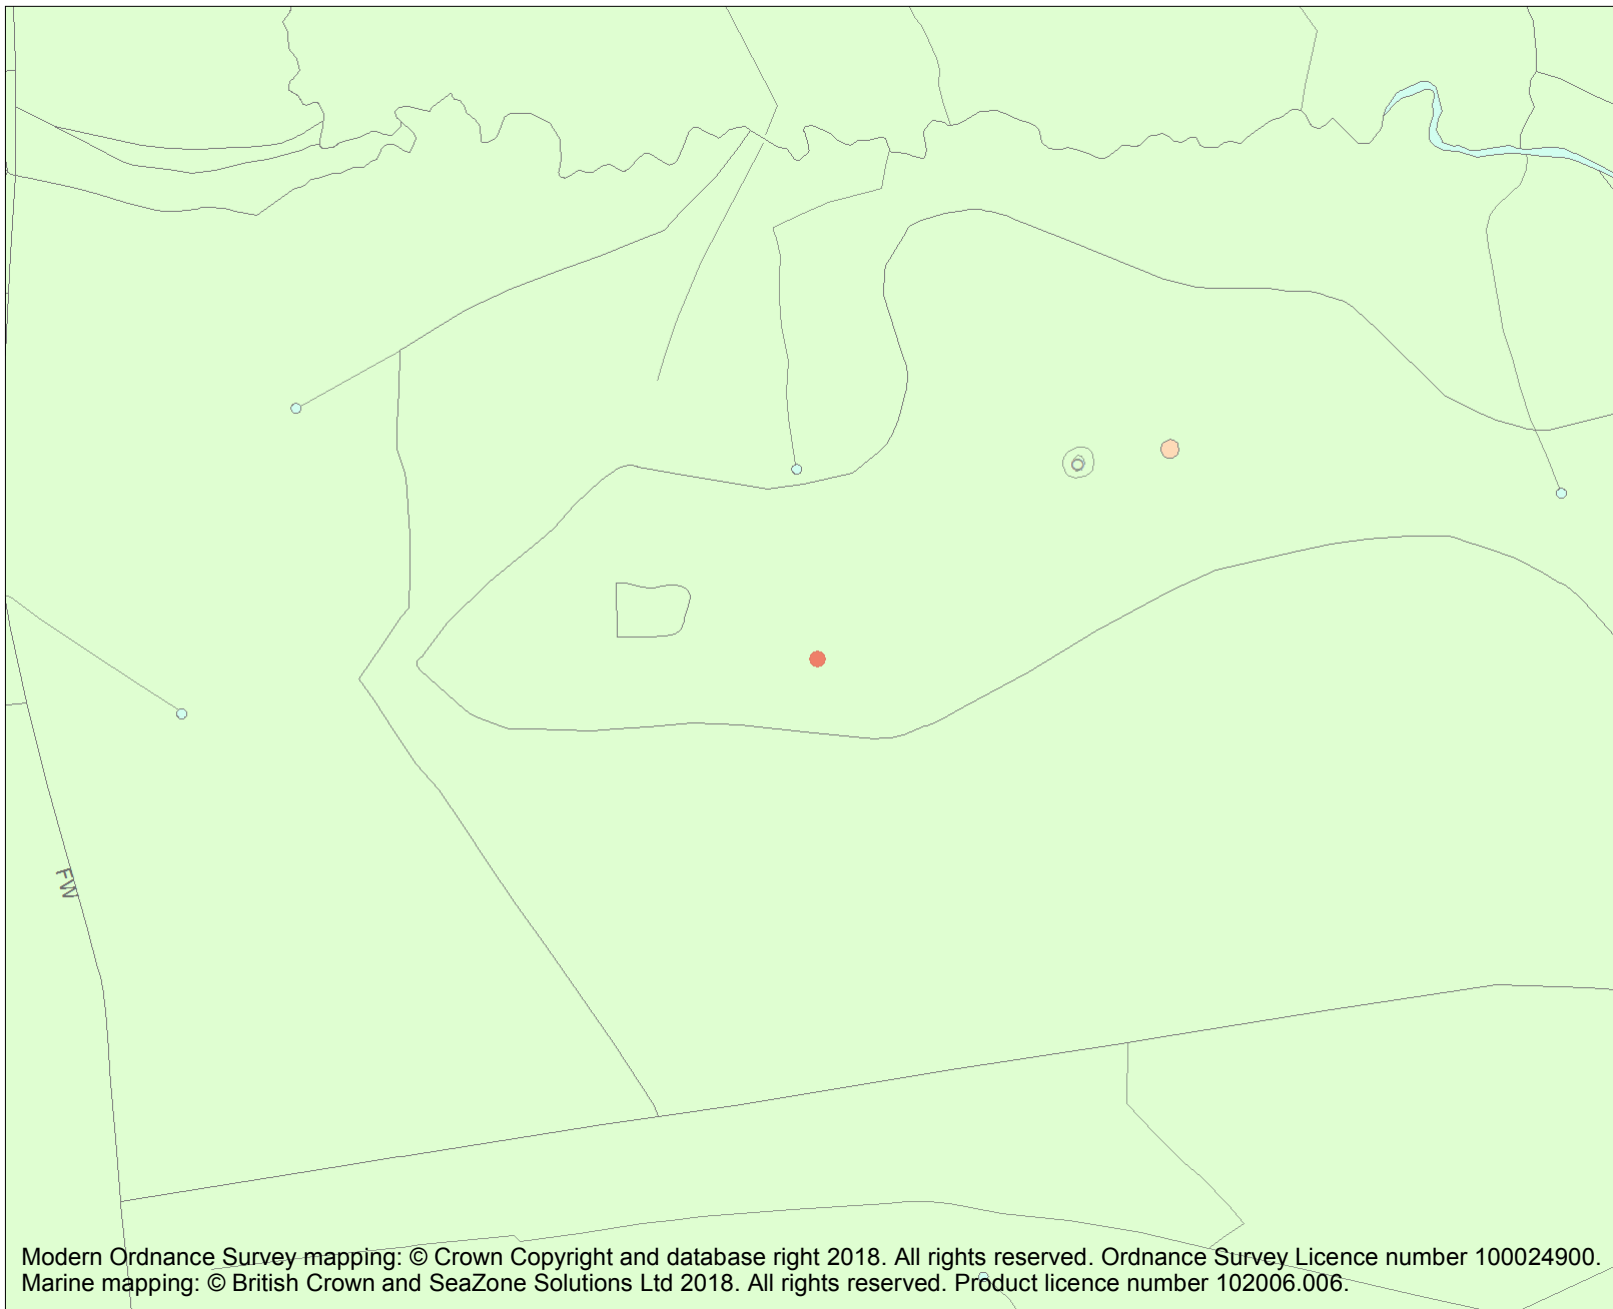 FW
Modern Ordnance Survey mapping: © Crown Copyright and database right 2018. All rights reserved. Ordnance Survey Licence number 100024900.
Marine mapping: © British Crown and SeaZone Solutions Ltd 2018. All rights reserved. Product licence number 102006.006.